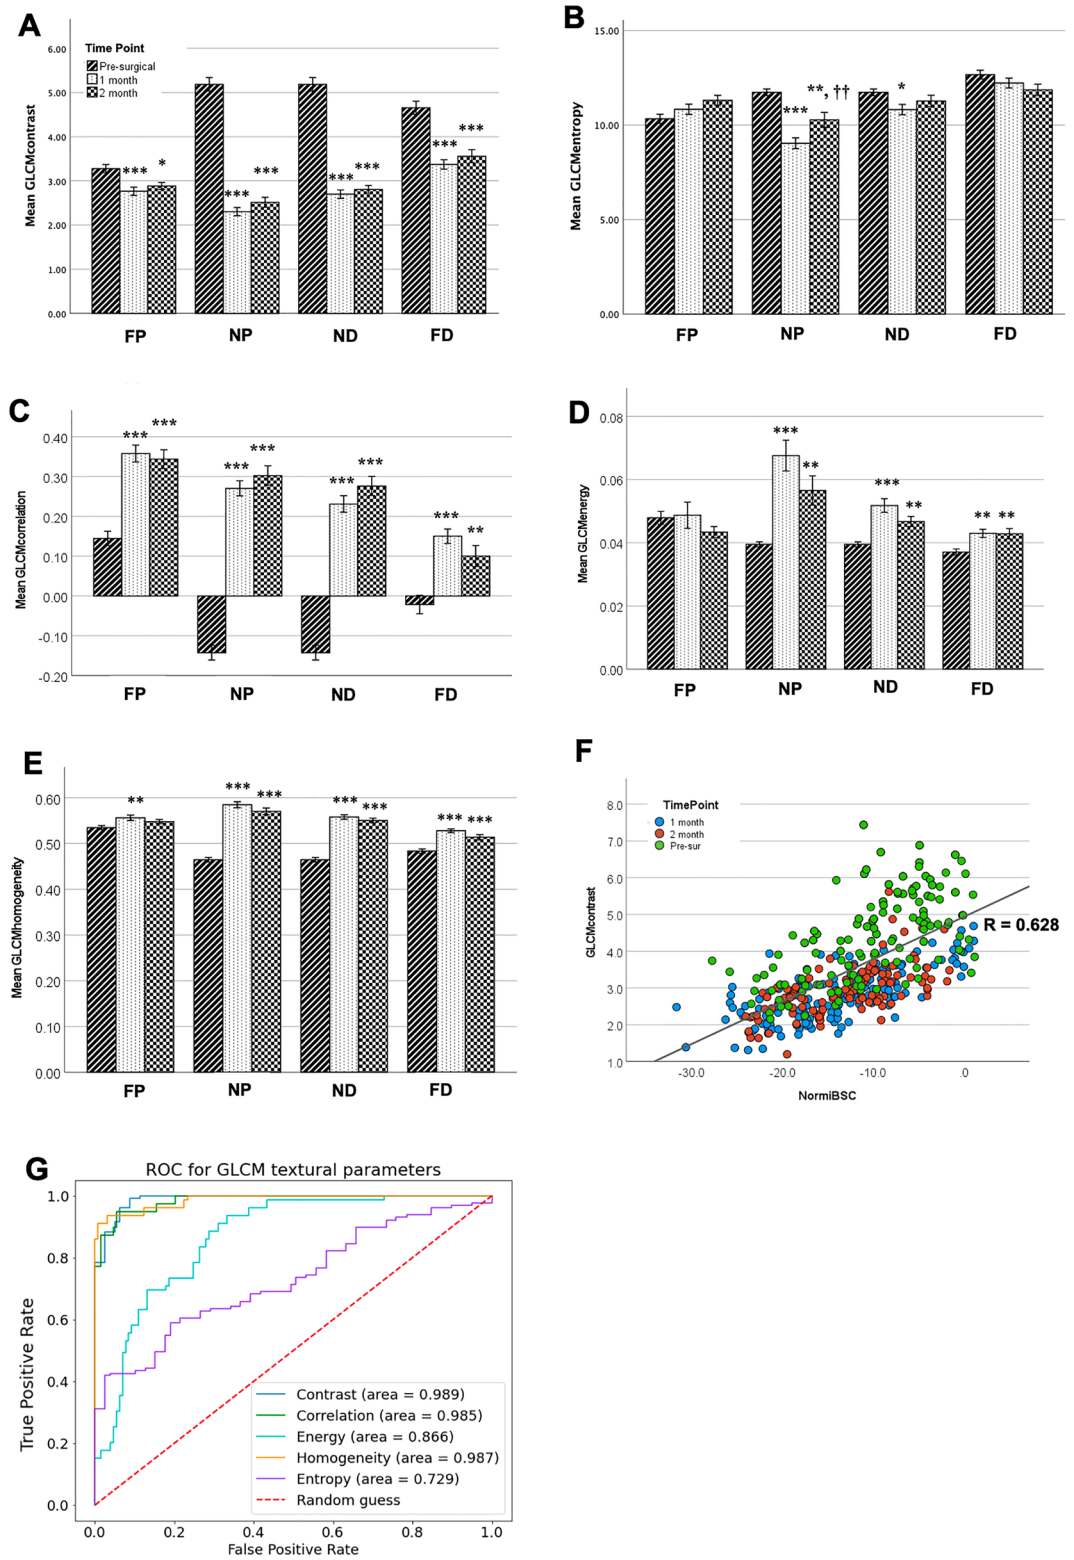 A
Mean GLCMcontrast
6.00
5.00
4.00
3.00
2.00
1.00
0.00
Time Point
Pre-surgical
1 month
2 month
*** *
*** ***
*** ***
*** ***
FP NP ND FD
B
Mean GLCMentropy
15.00
10.00
5.00
0.00
*** **, ††
*
FP NP ND FD
C
Mean GLCMcorrelation
0.40
0.30
0.20
0.10
0.00
-0.10
-0.20
*** ***
*** ***
*** ***
*** **
FP NP ND FD
D
Mean GLCMenergy
0.08
0.06
0.04
0.02
0.00
*** **
*** **
** **
FP NP ND FD
E
Mean GLCMhomogeneity
0.60
0.50
0.40
0.30
0.20
0.10
0.00
**
*** ***
*** ***
*** ***
FP NP ND FD
F
GLCMcontrast
8.0
7.0
6.0
5.0
4.0
3.0
2.0
1.0
TimePoint
1 month
2 month
Pre-sur
R = 0.628
-30.0 -20.0 -10.0 .0
NormiBSC
G
ROC for GLCM textural parameters
True Positive Rate
1.0
0.8
0.6
0.4
0.2
0.0
Contrast (area = 0.989)
Correlation (area = 0.985)
Energy (area = 0.866)
Homogeneity (area = 0.987)
Entropy (area = 0.729)
Random guess
0.0 0.2 0.4 0.6 0.8 1.0
False Positive Rate